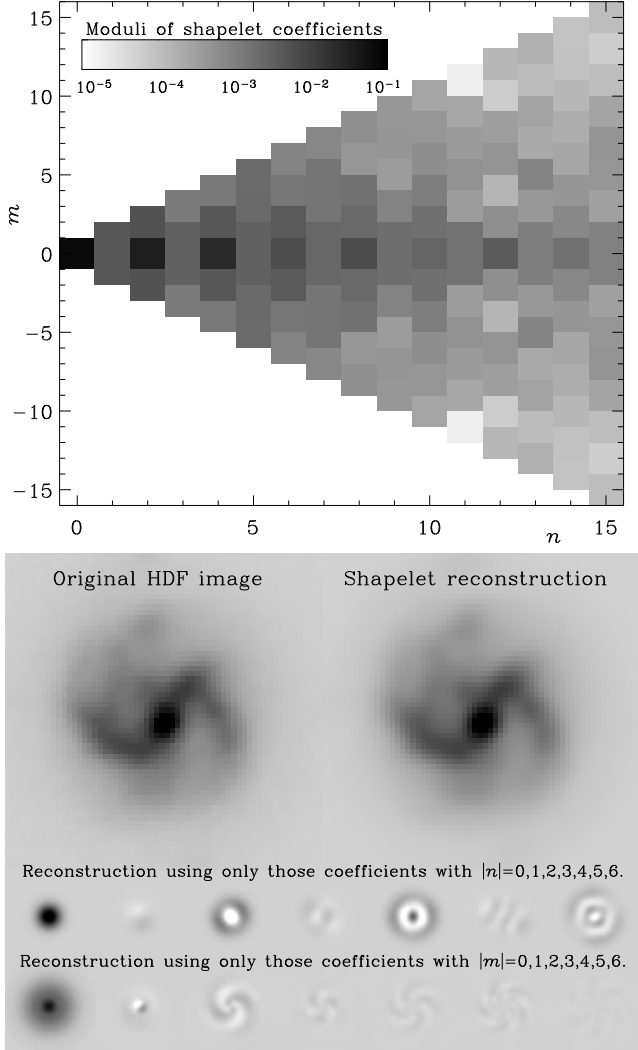 15
Moduli of shapelet coefficients
10⁻⁵ 10⁻⁴ 10⁻³ 10⁻² 10⁻¹
10
5
m
0
−5
−10
−15
0 5 10 15
n
Original HDF image Shapelet reconstruction
Reconstruction using only those coefficients with |n|=0,1,2,3,4,5,6.
Reconstruction using only those coefficients with |m|=0,1,2,3,4,5,6.